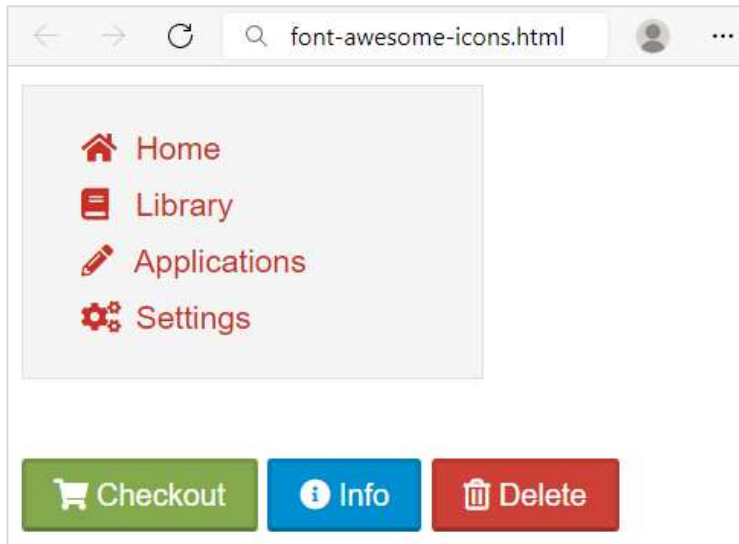 font-awesome-icons.html
Home
Library
Applications
Settings
Checkout Info Delete